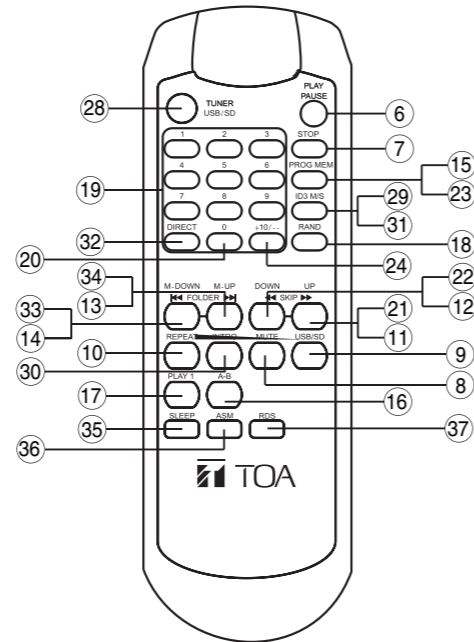 TUNER
USB/SD
PLAY
PAUSE
28
6
1 2 3
STOP
7
4 5 6
PROG MEM
15
19
23
7 8 9
ID3 M/S
29
31
DIRECT 0 +10/--
RAND
32
18
20
24
34
M-DOWN M-UP DOWN UP
22
FOLDER SKIP
13
12
33
21
14
11
REPEAT INTRO MUTE USB/SD
10
9
30
8
PLAY 1 A-B
17
16
SLEEP ASM RDS
35
37
36
TOA